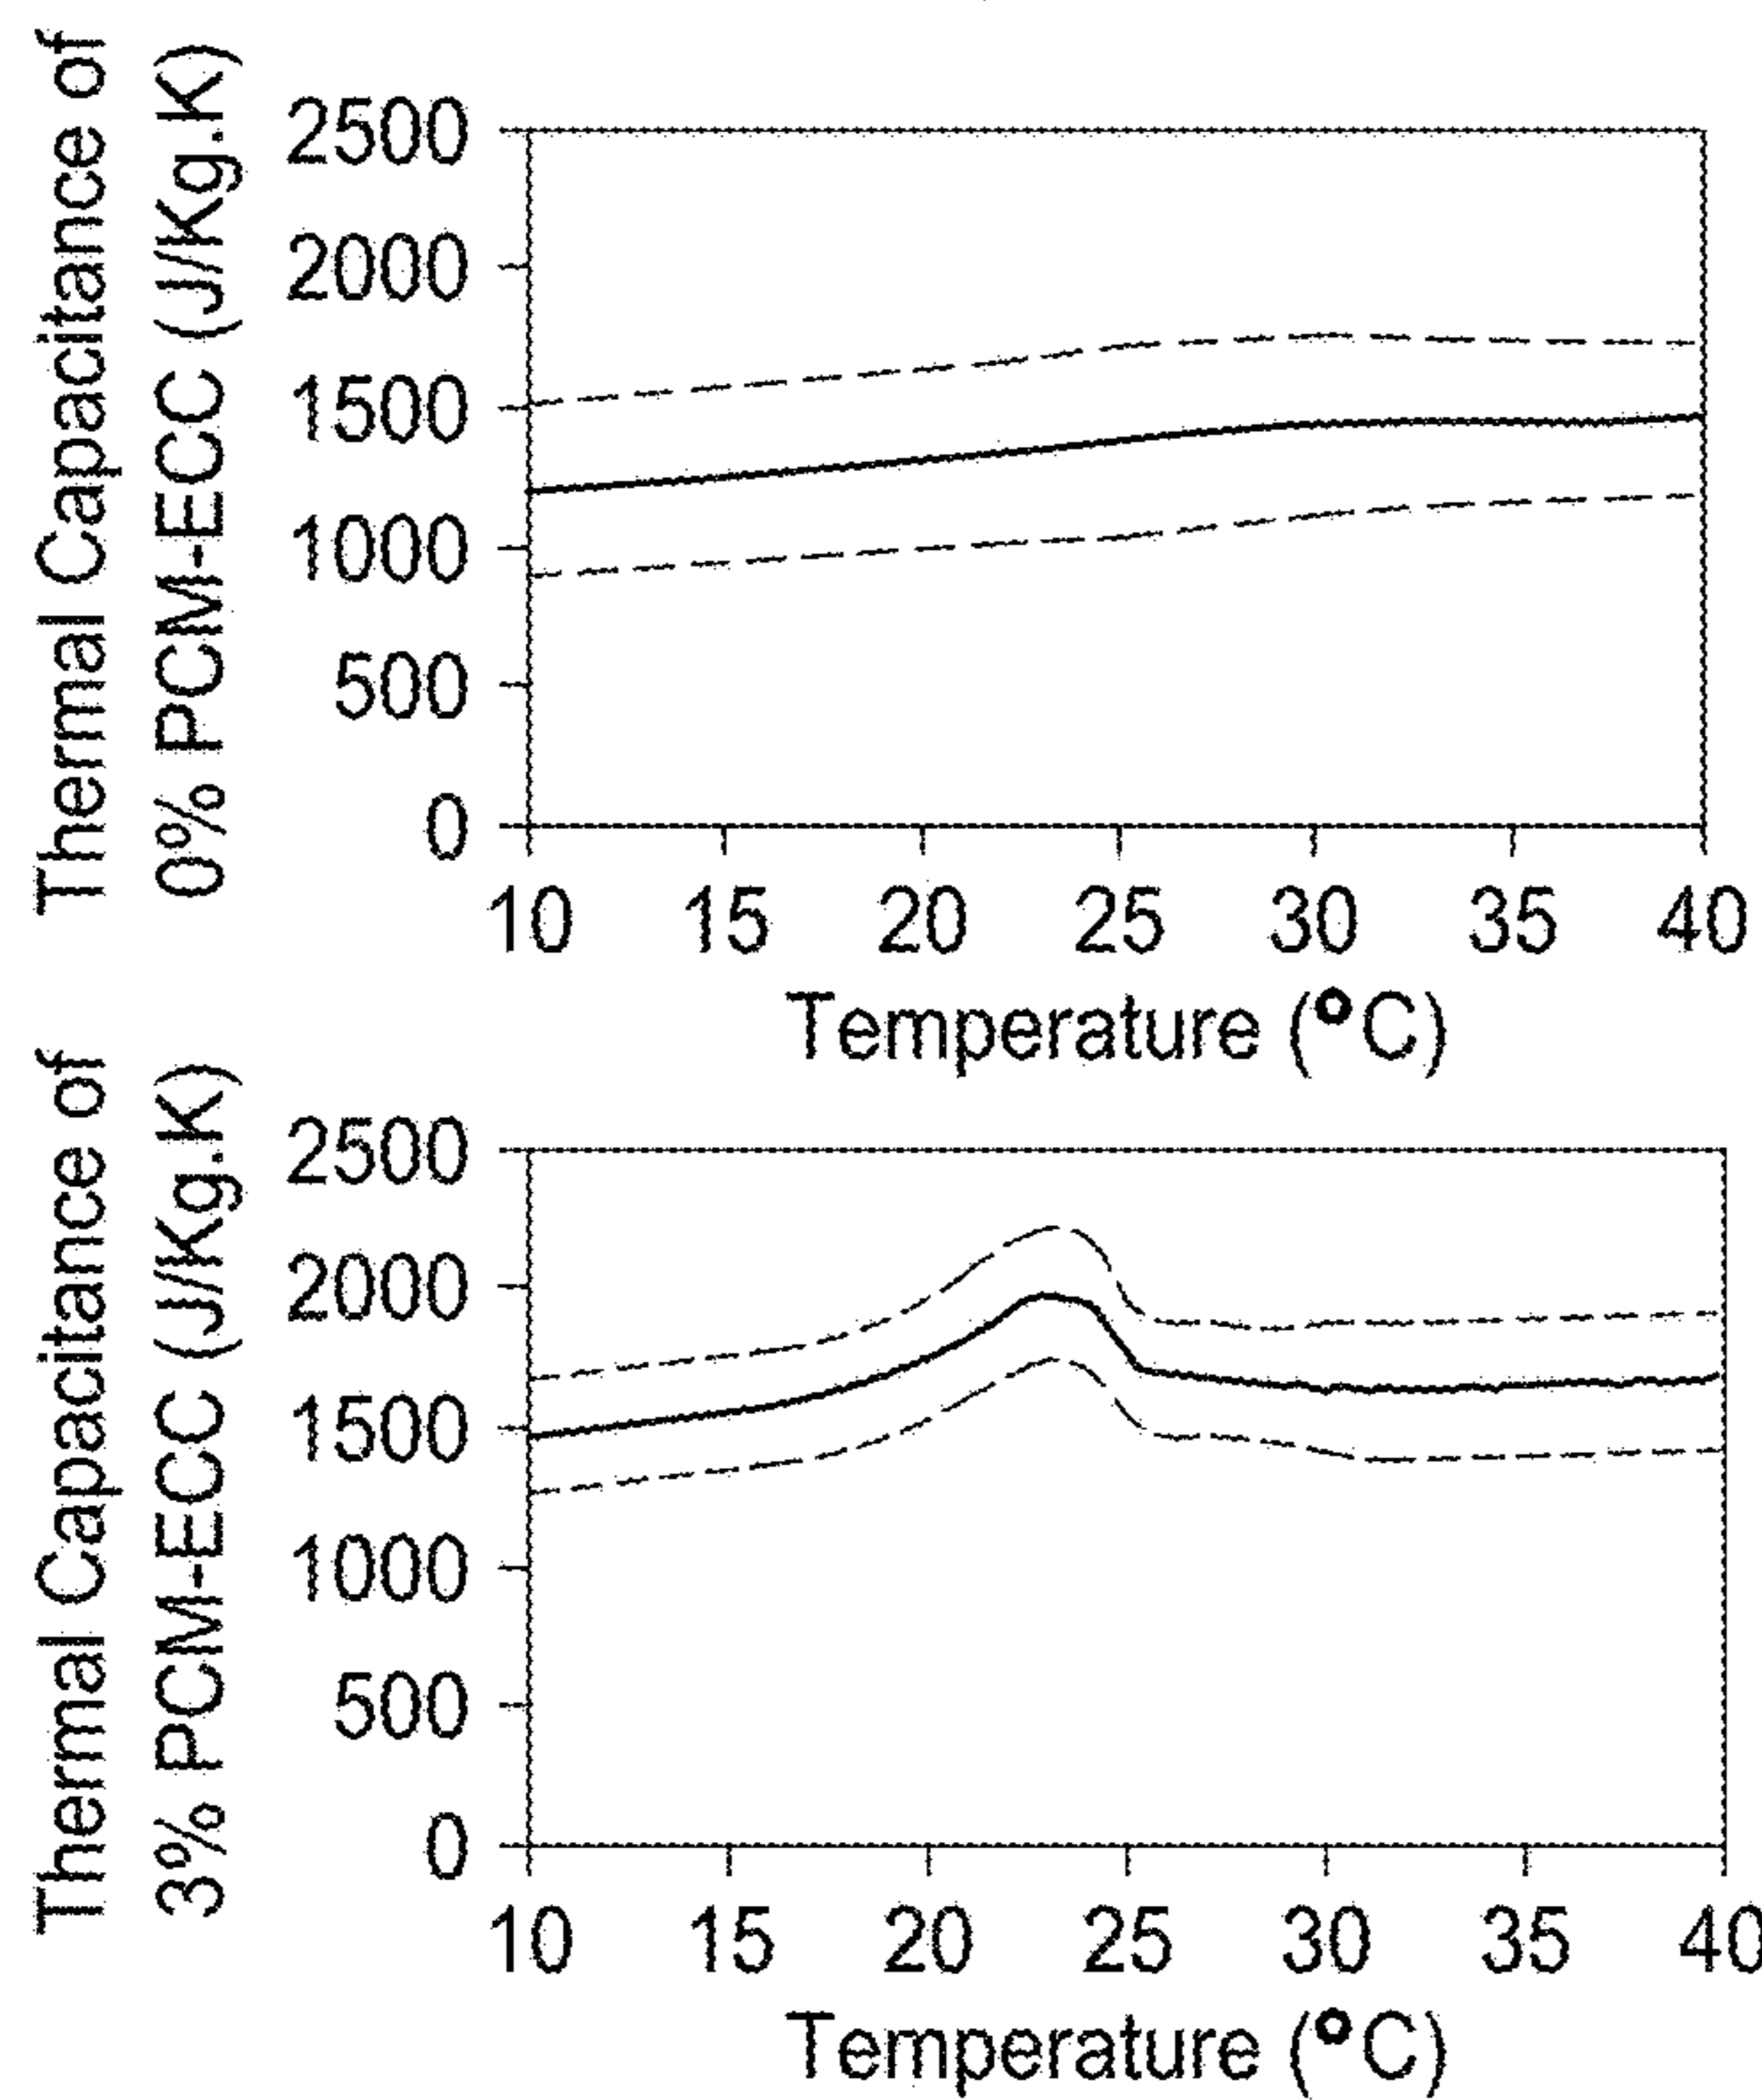 Thermal Capacitance of
0% PCM-ECC (J/Kg.K)
2500
2000
1500
1000
500
0
10 15 20 25 30 35 40
Temperature (°C)
Thermal Capacitance of
3% PCM-ECC (J/Kg.K)
2500
2000
1500
1000
500
0
10 15 20 25 30 35 40
Temperature (°C)